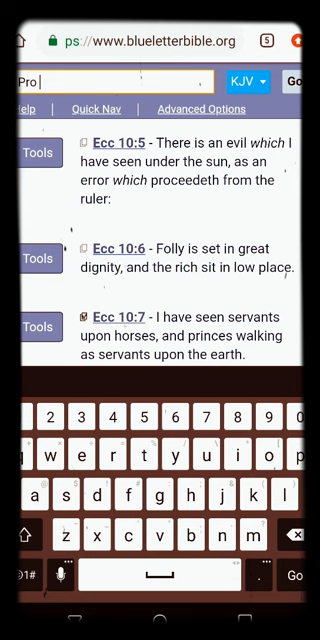 ps://www.blueletterbible.org
5
Pro
KJV
Go
elp
Quick Nav
Advanced Options
Tools
Ecc 10:5 - There is an evil which I
have seen under the sun, as an
error which proceedeth from the
ruler:
Tools
Ecc 10:6 - Folly is set in great
dignity, and the rich sit in low place.
Tools
Ecc 10:7 - I have seen servants
upon horses, and princes walking
as servants upon the earth.
2 3 4 5 6 7 8 9 0
q w e r t y u i o p
a s d f g h j k l
z x c v b n m
1#
.
Go